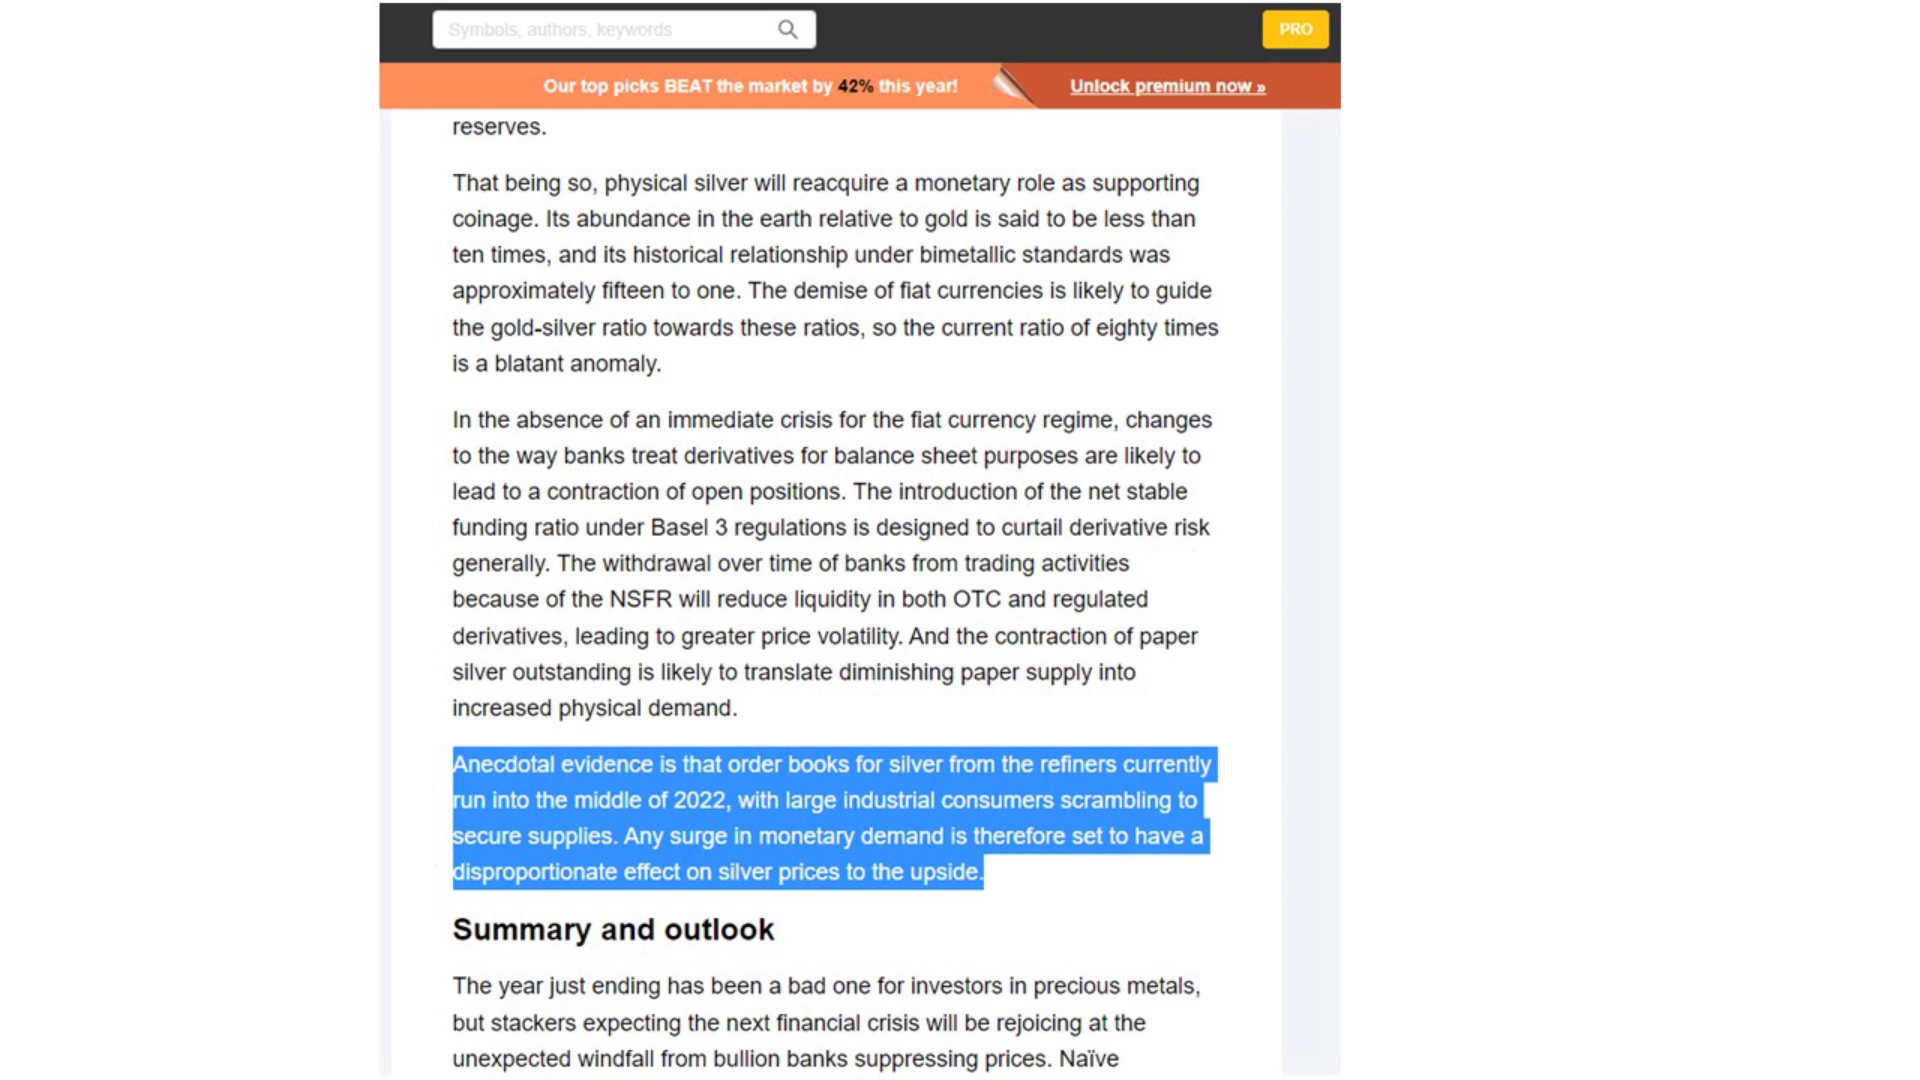 Symbols, authors, keywords
PRO
Our top picks BEAT the market by 42% this year!
Unlock premium now »
reserves.
That being so, physical silver will reacquire a monetary role as supporting
coinage. Its abundance in the earth relative to gold is said to be less than
ten times, and its historical relationship under bimetallic standards was
approximately fifteen to one. The demise of fiat currencies is likely to guide
the gold-silver ratio towards these ratios, so the current ratio of eighty times
is a blatant anomaly.
In the absence of an immediate crisis for the fiat currency regime, changes
to the way banks treat derivatives for balance sheet purposes are likely to
lead to a contraction of open positions. The introduction of the net stable
funding ratio under Basel 3 regulations is designed to curtail derivative risk
generally. The withdrawal over time of banks from trading activities
because of the NSFR will reduce liquidity in both OTC and regulated
derivatives, leading to greater price volatility. And the contraction of paper
silver outstanding is likely to translate diminishing paper supply into
increased physical demand.
Anecdotal evidence is that order books for silver from the refiners currently
run into the middle of 2022, with large industrial consumers scrambling to
secure supplies. Any surge in monetary demand is therefore set to have a
disproportionate effect on silver prices to the upside.
Summary and outlook
The year just ending has been a bad one for investors in precious metals,
but stackers expecting the next financial crisis will be rejoicing at the
unexpected windfall from bullion banks suppressing prices. Naïve